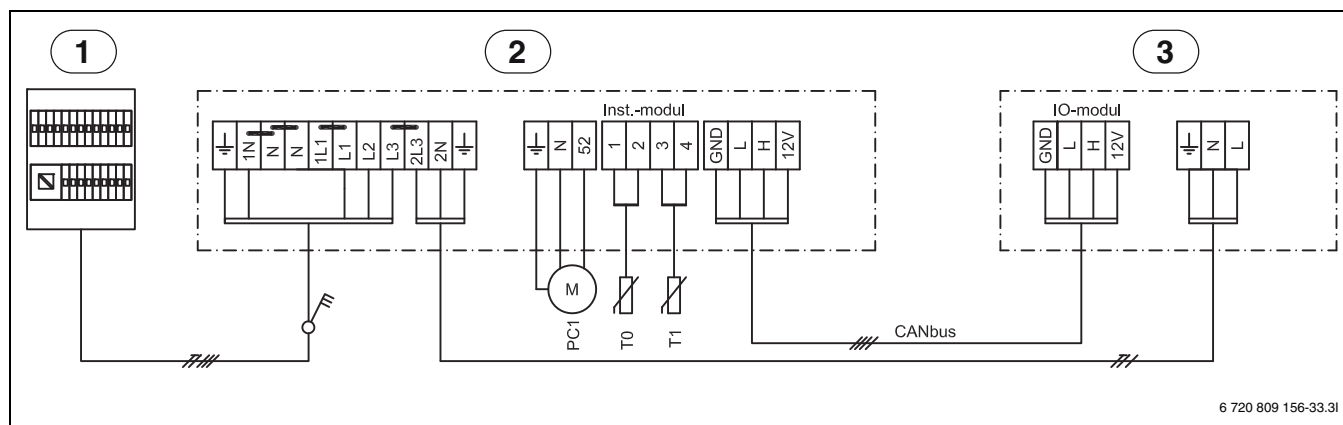 1
2
3
Inst.-modul
IO-modul
1N
N
N
1L1
L1
L2
L3
2L3
2N
N
52
1
2
3
4
GND
L
H
12V
GND
L
H
12V
N
L
M
PC1
T0
T1
CANbus
6 720 809 156-33.3I